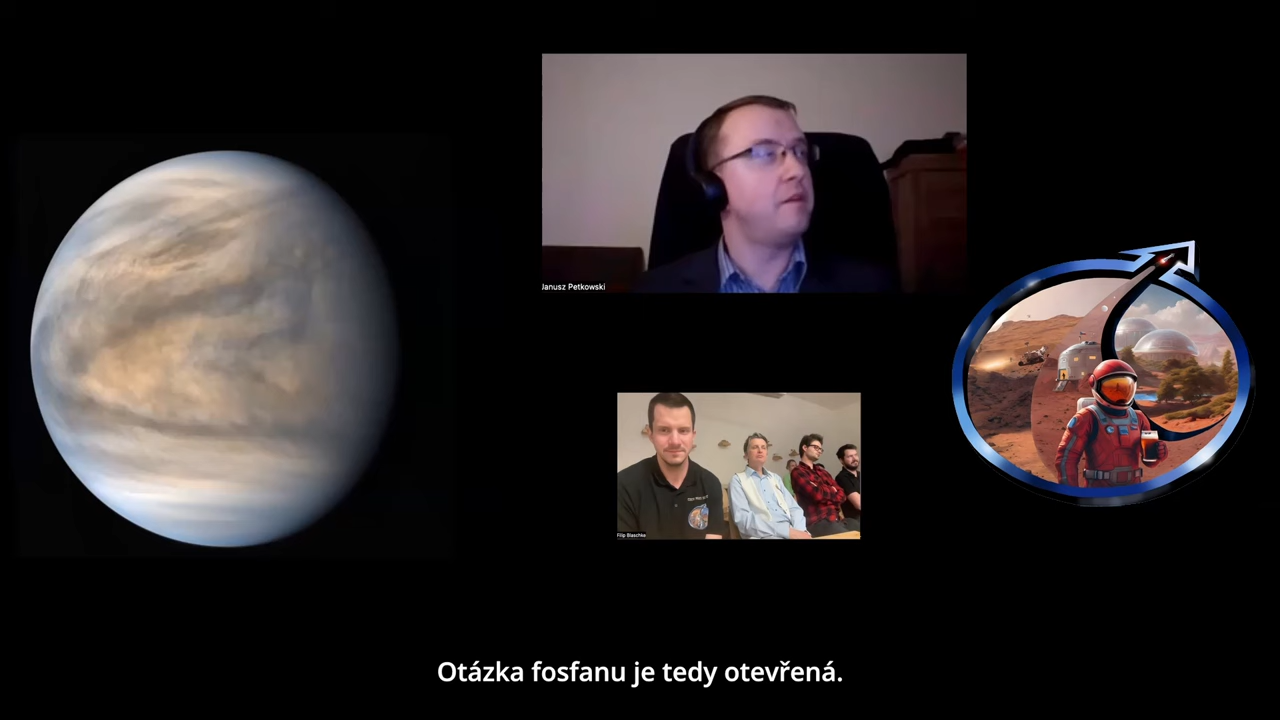 Janusz Petkowski
Filip Blaschke
Otázka fosfanu je tedy otevřená.